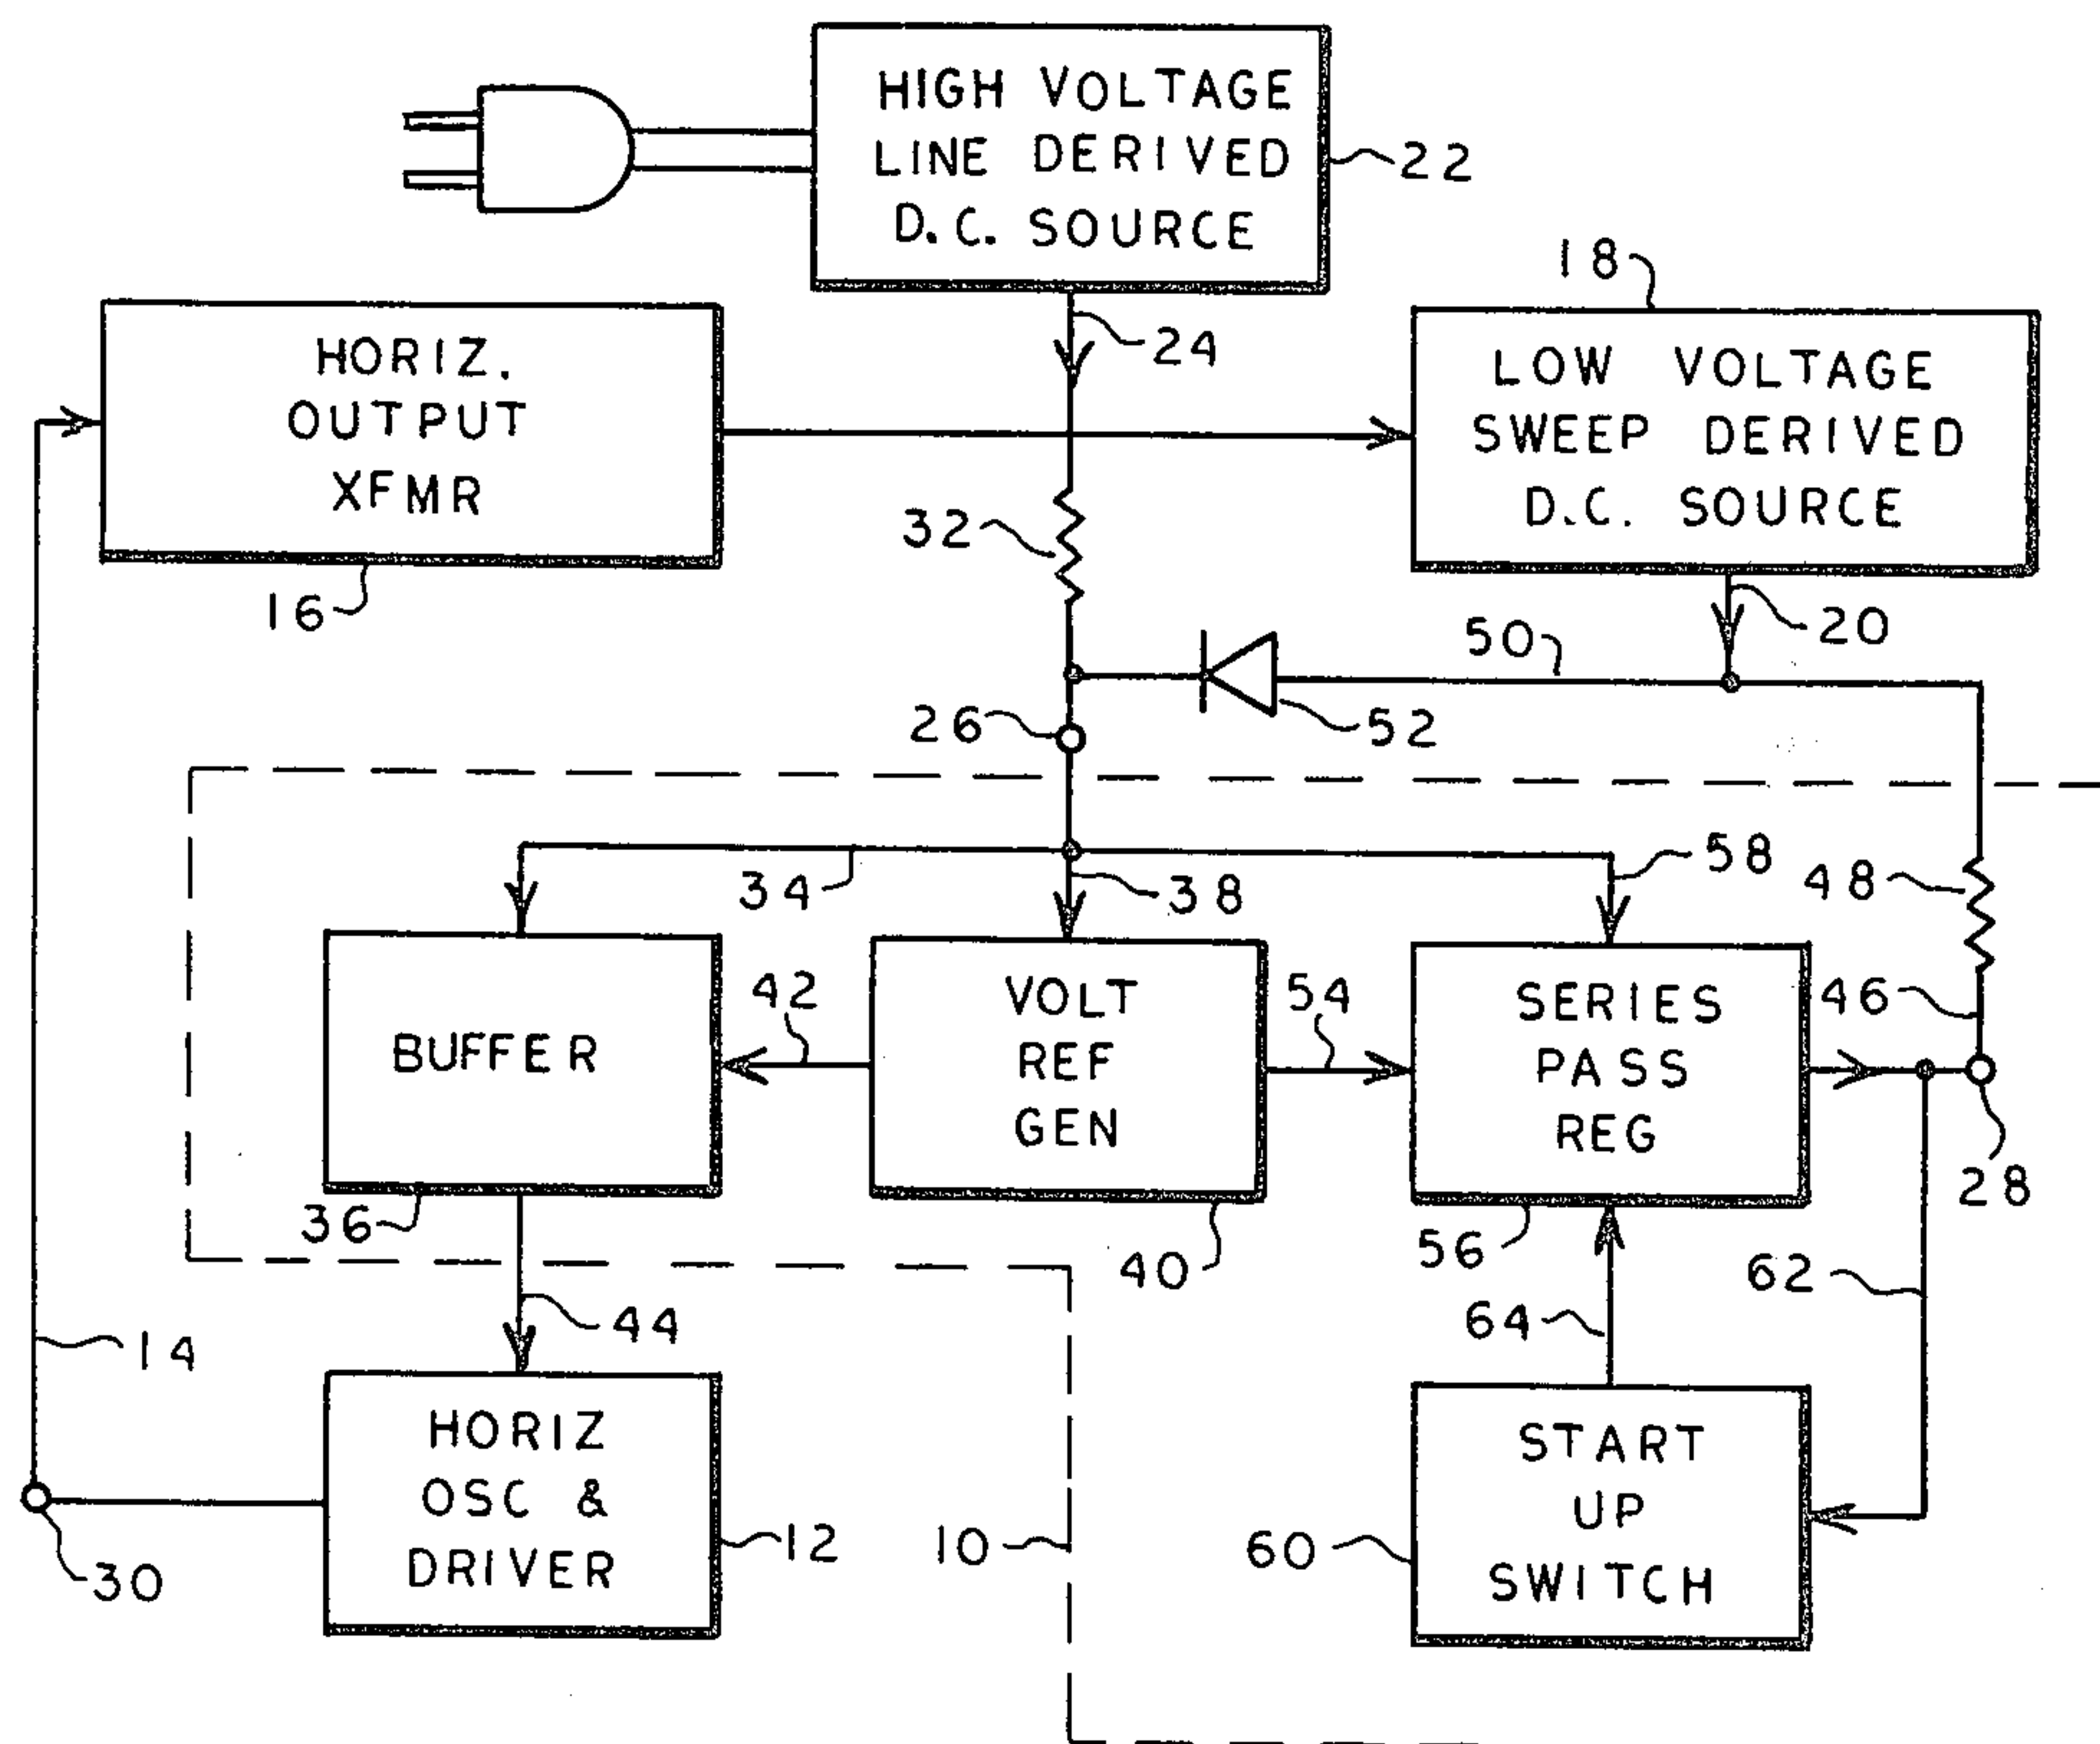 HIGH VOLTAGE
LINE DERIVED
D.C. SOURCE
22
18
24
HORIZ.
OUTPUT
XFMR
LOW VOLTAGE
SWEEP DERIVED
D.C. SOURCE
32
16
20
50
26
52
34
38
58
48
42
54
46
BUFFER
VOLT
REF
GEN
SERIES
PASS
REG
28
36
40
56
62
44
64
14
HORIZ
OSC &
DRIVER
12
10
60
START
UP
SWITCH
30